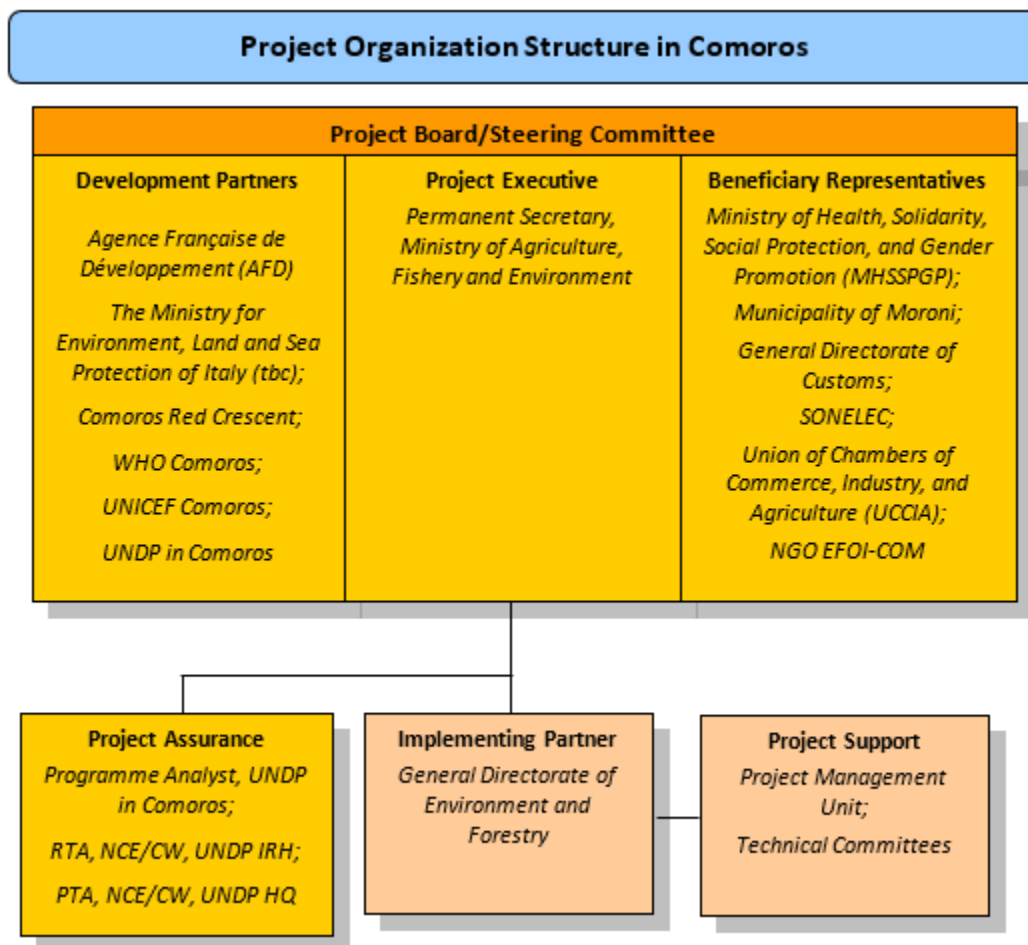 Project Organization Structure in Comoros
Project Board/Steering Committee
Development Partners
Agence Française de
Développement (AFD)
The Ministry for
Environment, Land and Sea
Protection of Italy (tbc);
Comoros Red Crescent;
WHO Comoros;
UNICEF Comoros;
UNDP in Comoros
Project Executive
Permanent Secretary,
Ministry of Agriculture,
Fishery and Environment
Beneficiary Representatives
Ministry of Health, Solidarity,
Social Protection, and Gender
Promotion (MHSSPGP);
Municipality of Moroni;
General Directorate of
Customs;
SONELEC;
Union of Chambers of
Commerce, Industry, and
Agriculture (UCCIA);
NGO EFOI-COM
Project Assurance
Programme Analyst, UNDP
in Comoros;
RTA, NCE/CW, UNDP IRH;
PTA, NCE/CW, UNDP HQ
Implementing Partner
General Directorate of
Environment and
Forestry
Project Support
Project Management
Unit;
Technical Committees